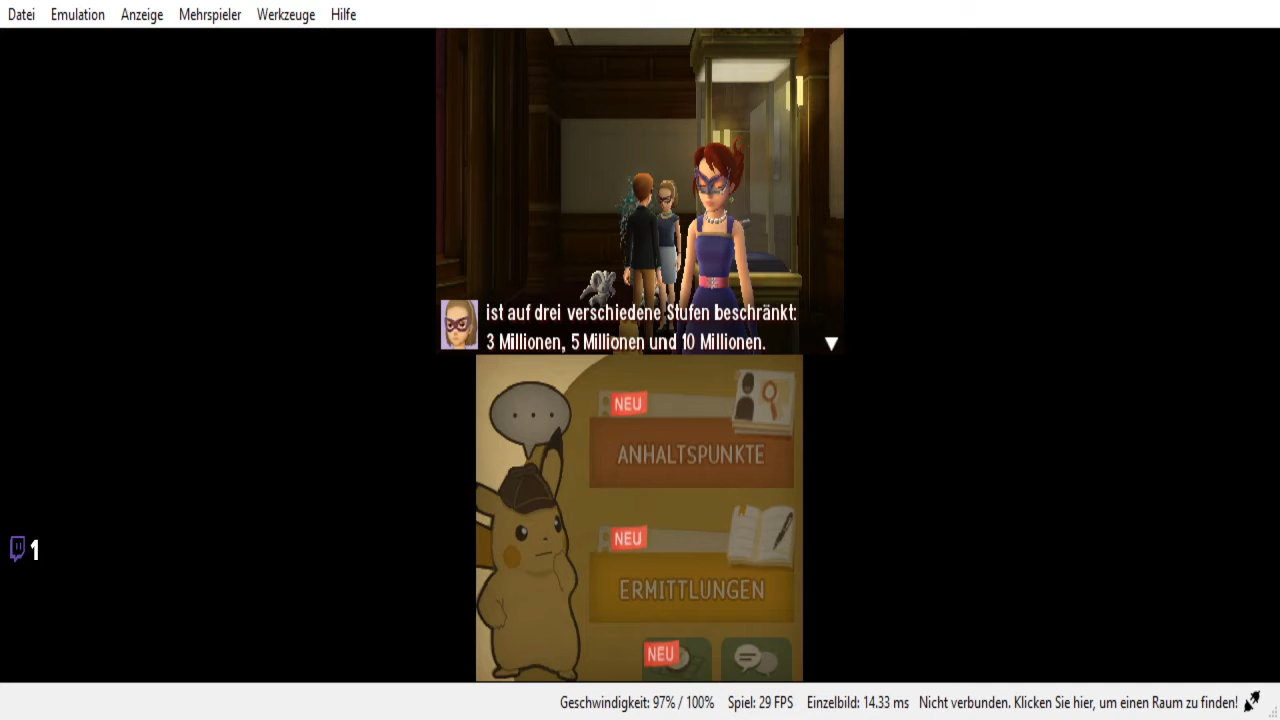 Datei Emulation Anzeige Mehrspieler Werkzeuge Hilfe
ist auf drei verschiedene Stufen beschränkt:
3 Millionen, 5 Millionen und 10 Millionen.
NEU
ANHALTSPUNKTE
NEU
ERMITTLUNGEN
NEU
1
Geschwindigkeit: 97% / 100% Spiel: 29 FPS Einzelbild: 14.33 ms Nicht verbunden. Klicken Sie hier, um einen Raum zu finden!